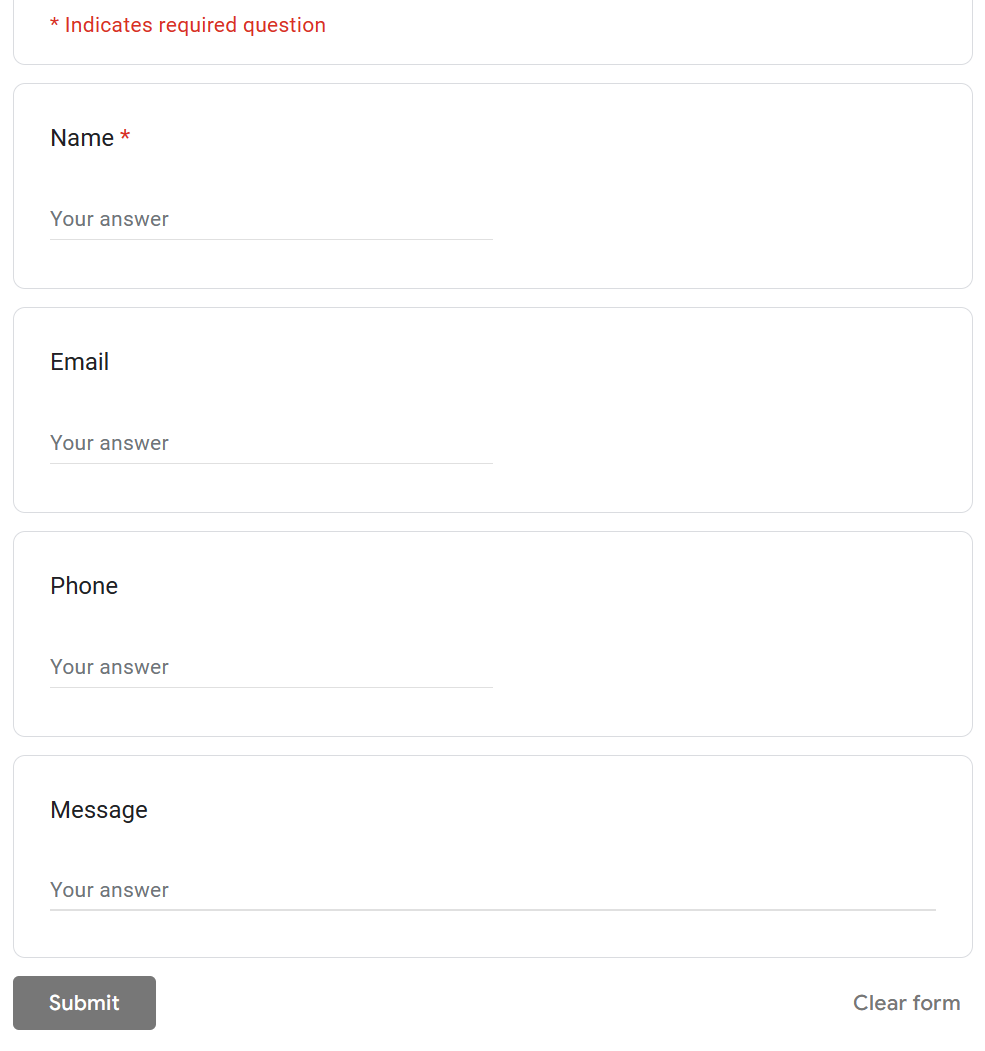 * Indicates required question
Name *
Your answer
Email
Your answer
Phone
Your answer
Message
Your answer
Submit
Clear form